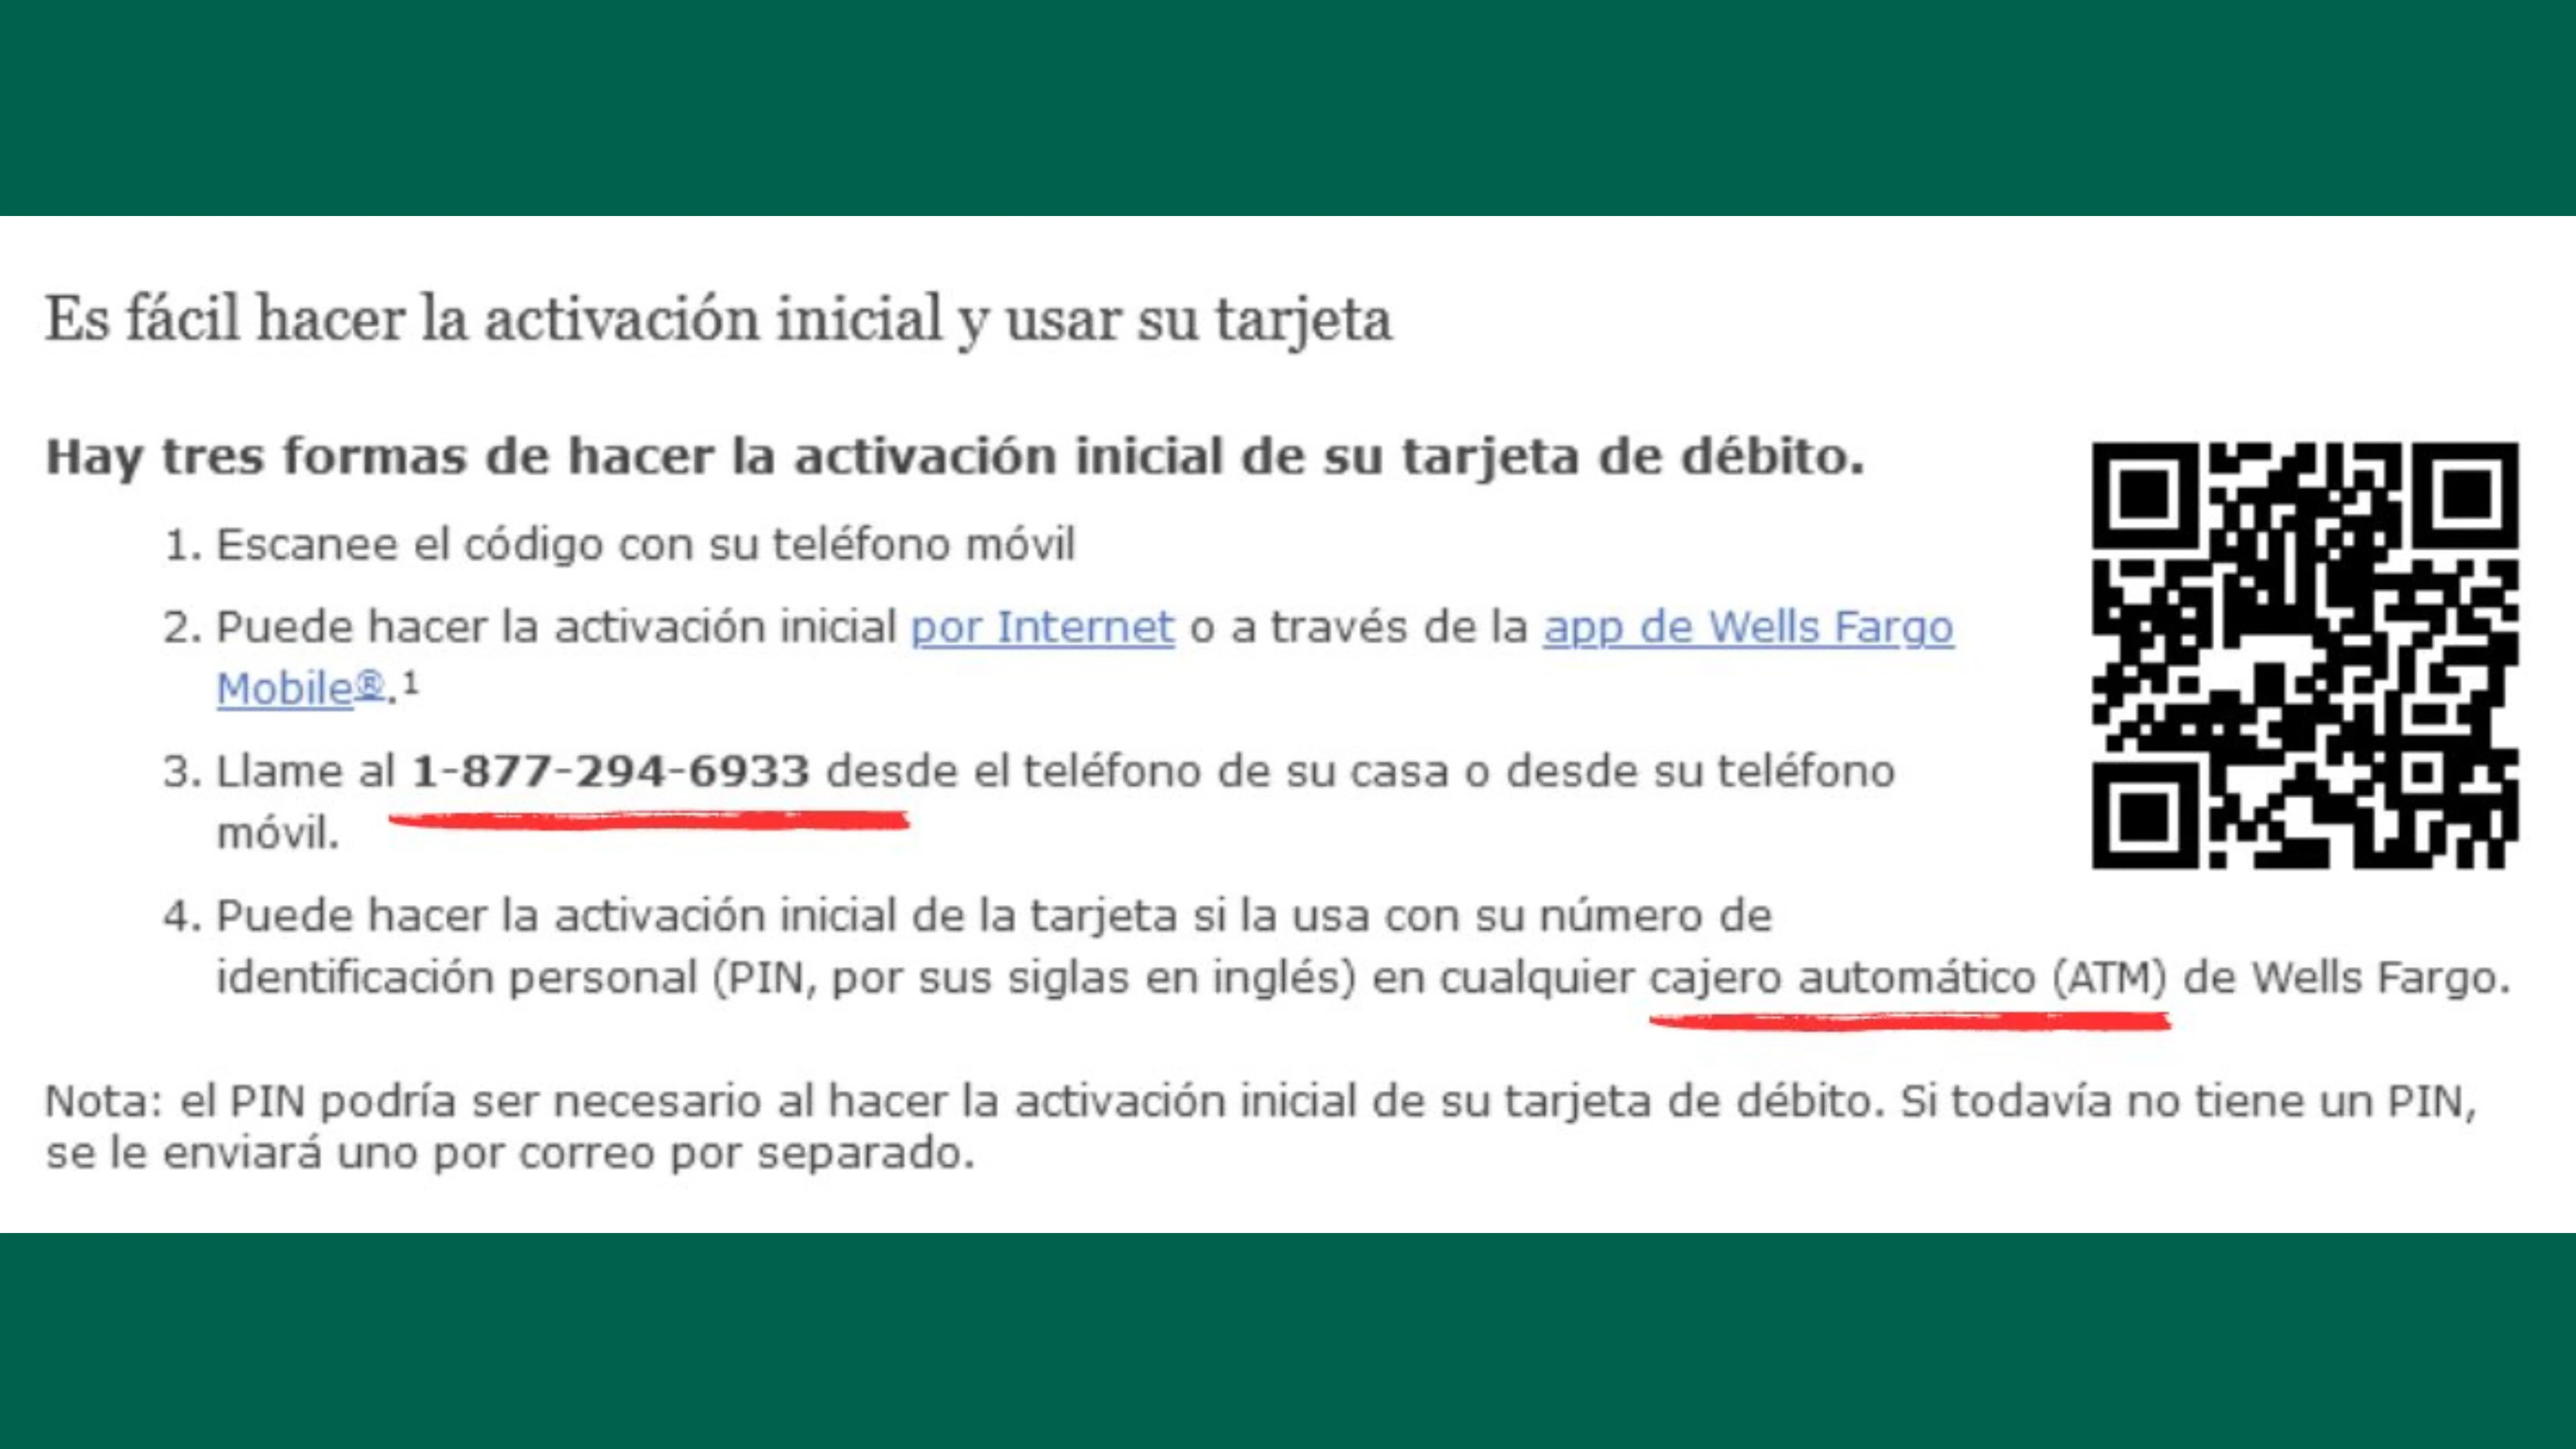 Es fácil hacer la activación inicial y usar su tarjeta
Hay tres formas de hacer la activación inicial de su tarjeta de débito.
1. Escanee el código con su teléfono móvil
2. Puede hacer la activación inicial por Internet o a través de la app de Wells Fargo
Mobile®.¹
3. Llame al 1-877-294-6933 desde el teléfono de su casa o desde su teléfono
móvil.
4. Puede hacer la activación inicial de la tarjeta si la usa con su número de
identificación personal (PIN, por sus siglas en inglés) en cualquier cajero automático (ATM) de Wells Fargo.
Nota: el PIN podría ser necesario al hacer la activación inicial de su tarjeta de débito. Si todavía no tiene un PIN,
se le enviará uno por correo por separado.